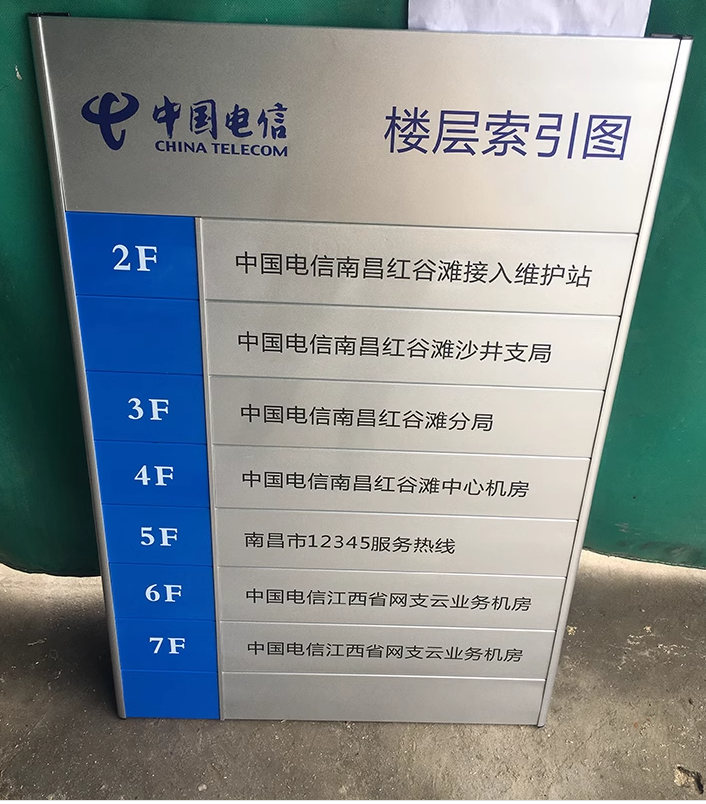 中国电信
CHINA TELECOM
楼层索引图
2F 中国电信南昌红谷滩接入维护站
中国电信南昌红谷滩沙井支局
3F 中国电信南昌红谷滩分局
4F 中国电信南昌红谷滩中心机房
5F 南昌市12345服务热线
6F 中国电信江西省网支云业务机房
7F 中国电信江西省网支云业务机房